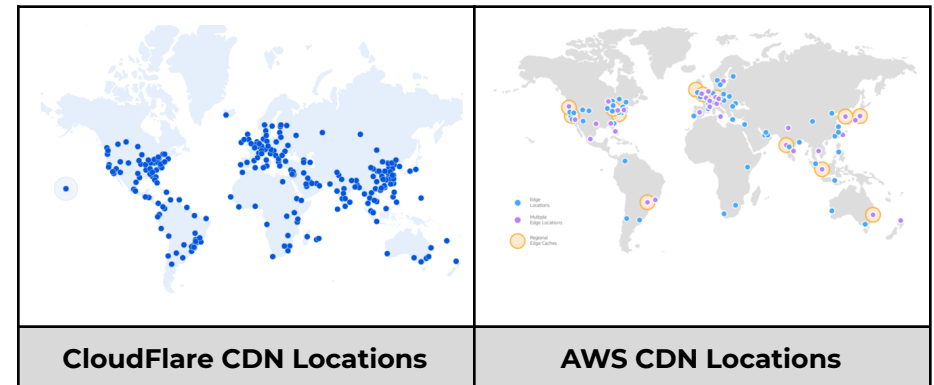 Edge
Locations
Multiple
Edge Locations
Regional
Edge Caches
CloudFlare CDN Locations
AWS CDN Locations